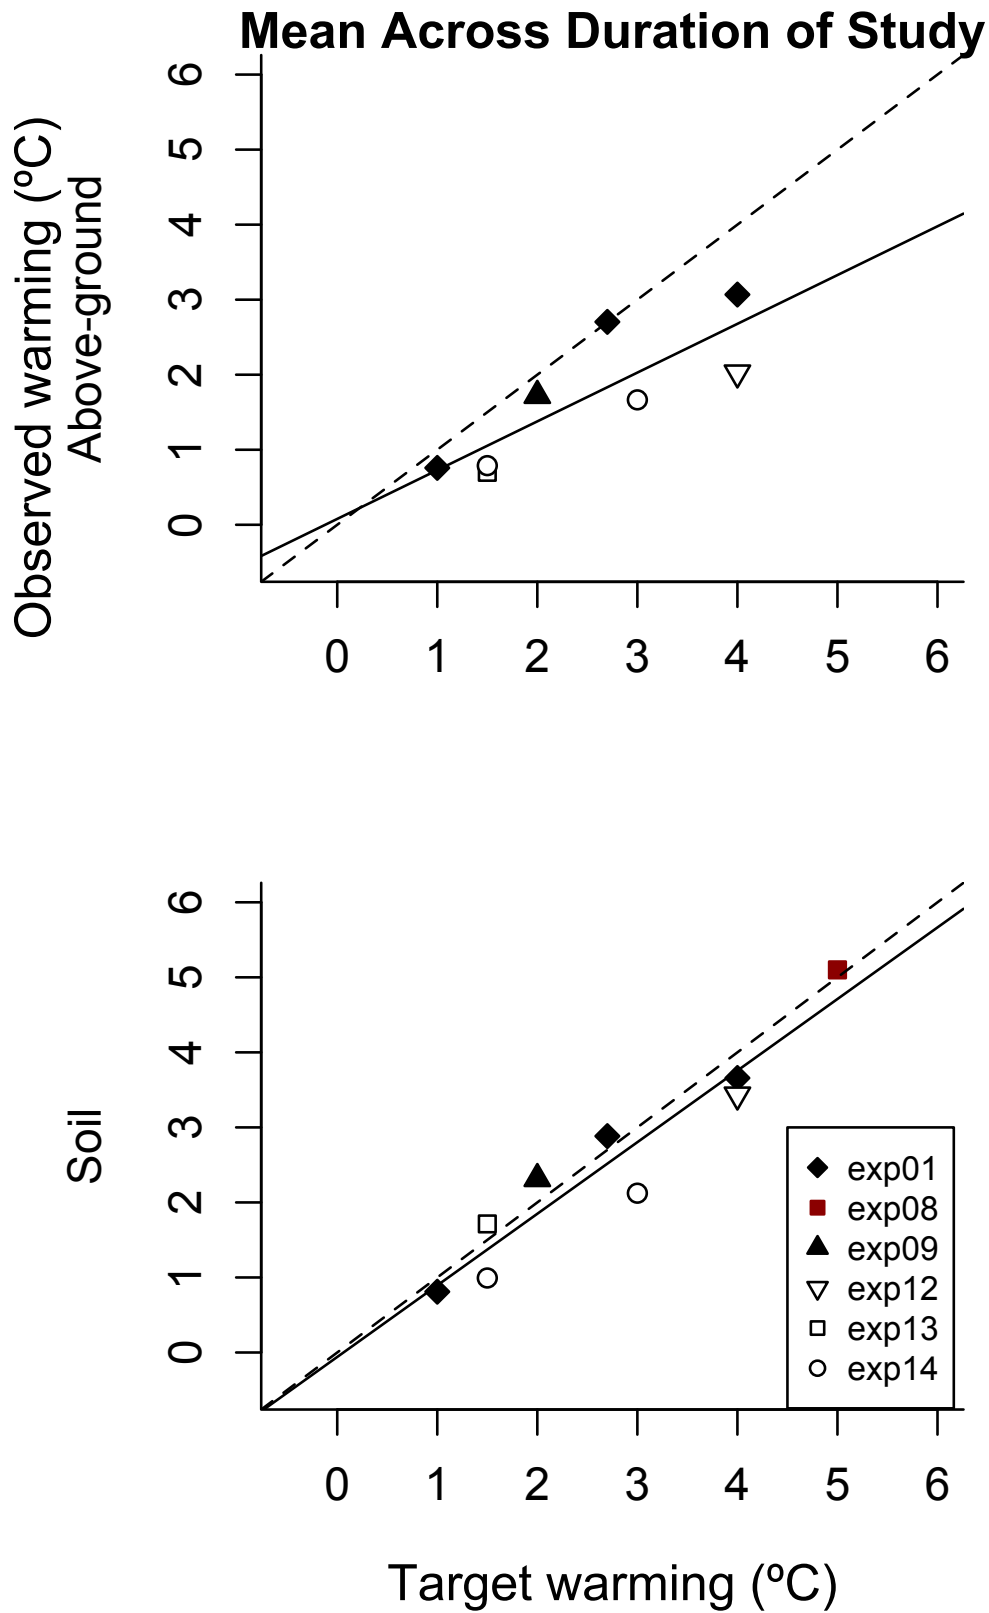 Mean Across Duration of Study
Observed warming (ºC)
Above-ground
6
5
4
3
2
1
0
0 1 2 3 4 5 6
Soil
6
5
4
3
2
1
0
exp01
exp08
exp09
exp12
exp13
exp14
0 1 2 3 4 5 6
Target warming (ºC)